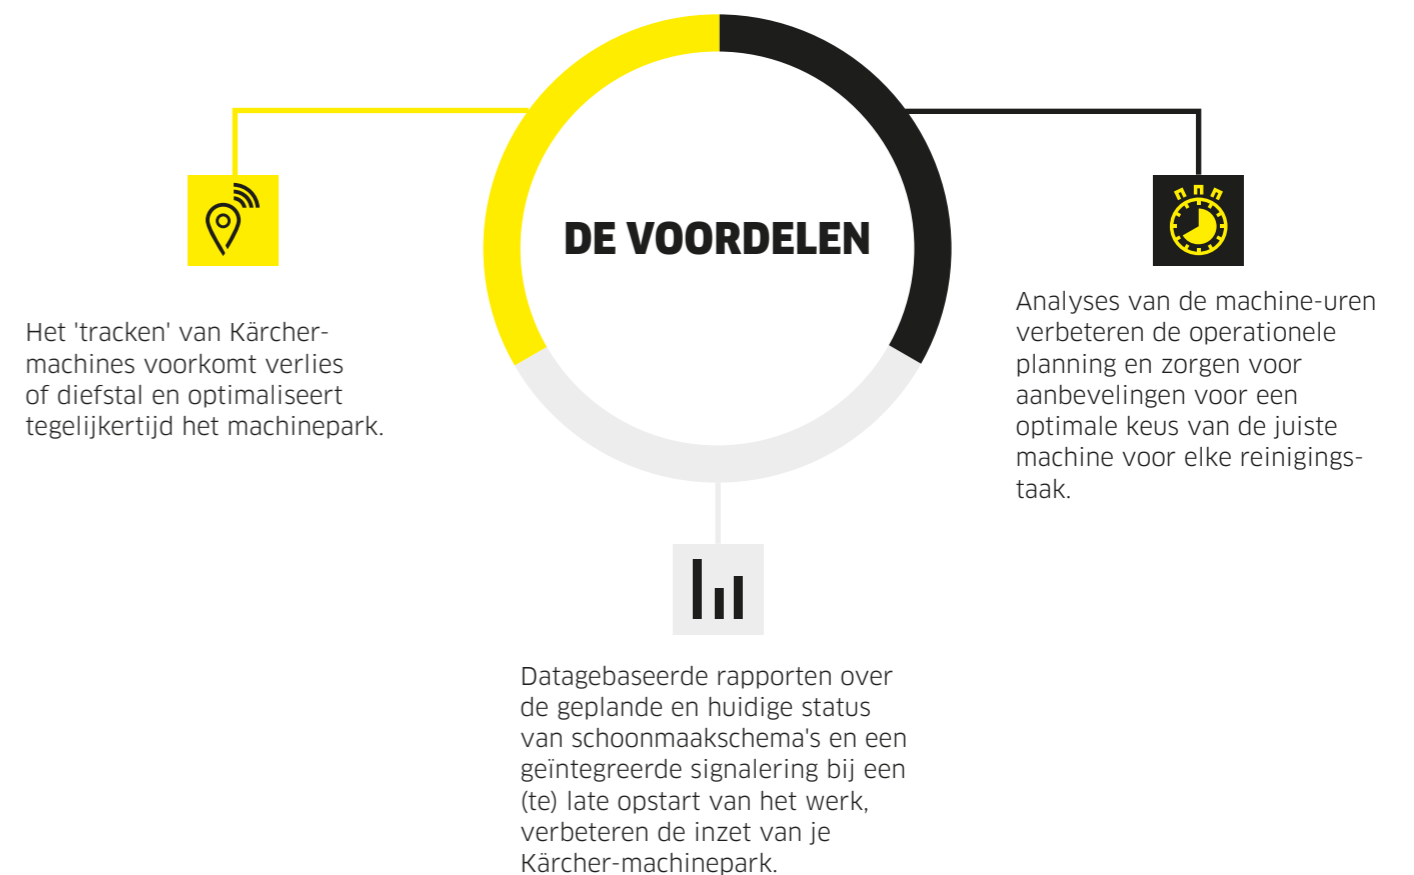 DE VOORDELEN
Het 'tracken' van Kärcher-
machines voorkomt verlies
of diefstal en optimaliseert
tegelijkertijd het machinepark.
Analyses van de machine-uren
verbeteren de operationele
planning en zorgen voor
aanbevelingen voor een
optimale keus van de juiste
machine voor elke reinigings-
taak.
Datagebaseerde rapporten over
de geplande en huidige status
van schoonmaakschema's en een
geïntegreerde signalering bij een
(te) late opstart van het werk,
verbeteren de inzet van je
Kärcher-machinepark.